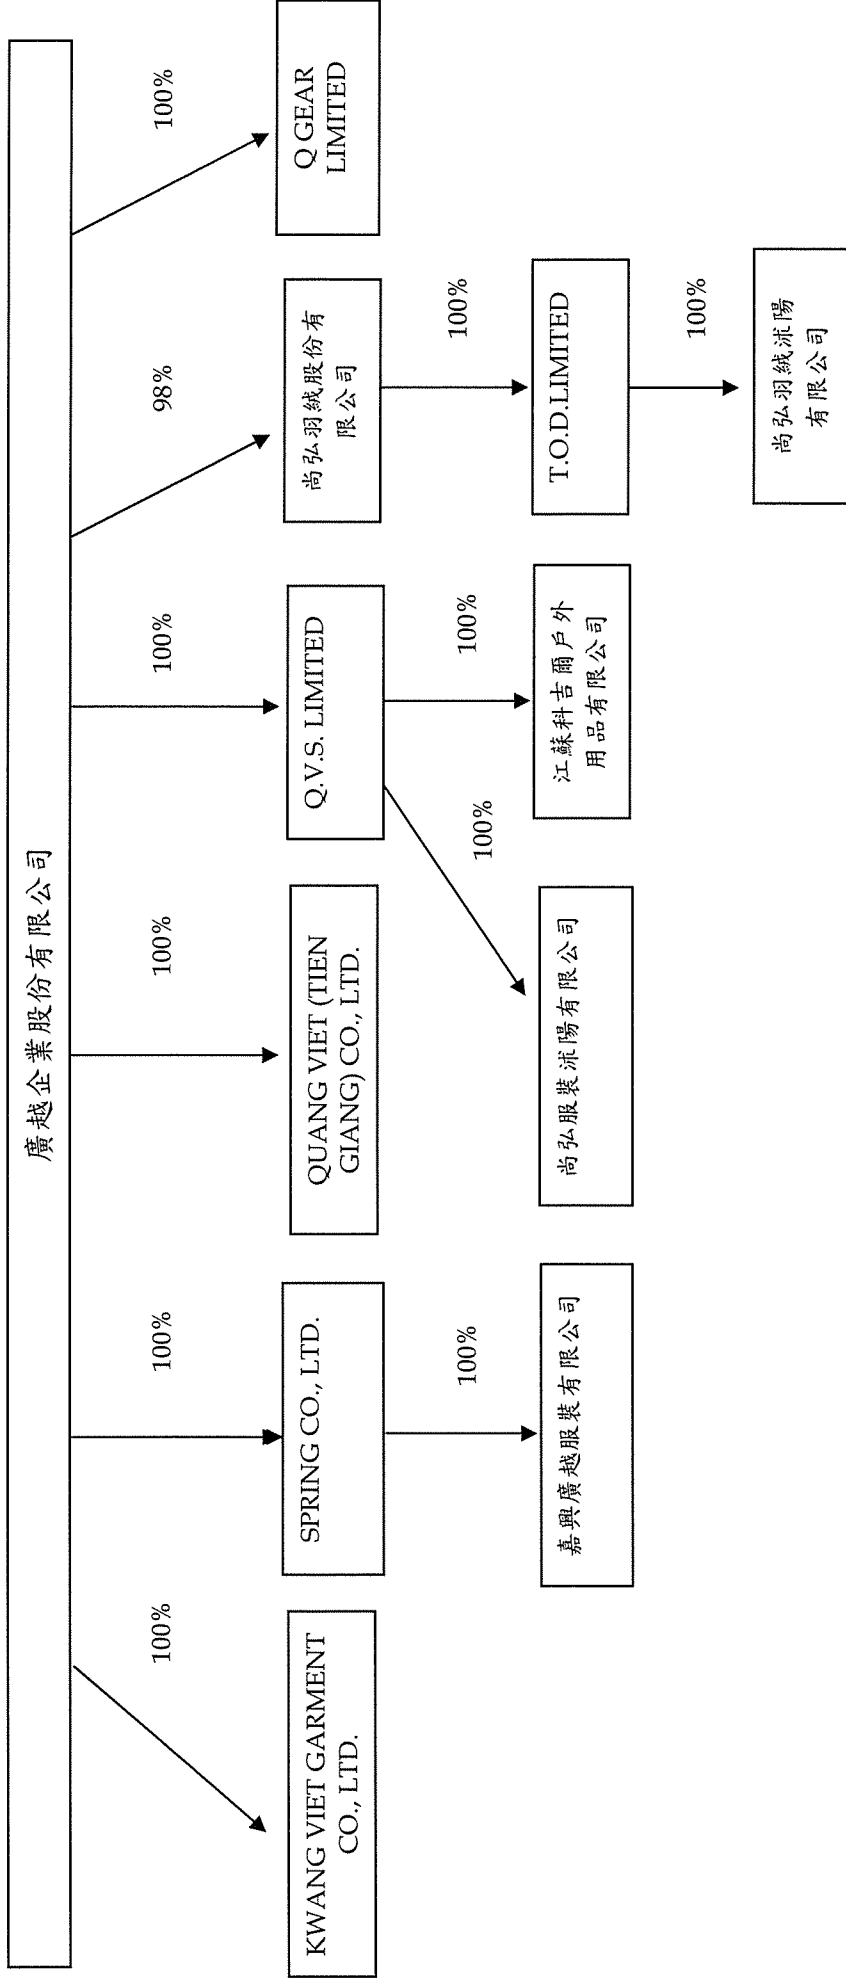 廣越企業股份有限公司
100%
100%
100%
100%
98%
100%
KWANG VIET GARMENT
CO., LTD.
SPRING CO., LTD.
QUANG VIET (TIEN
GIANG) CO., LTD.
Q.V.S. LIMITED
尚弘羽絨股份有
限公司
Q GEAR
LIMITED
100%
100%
100%
100%
嘉興廣越服裝有限公司
尚弘服裝沭陽有限公司
江蘇科吉爾戶外
用品有限公司
T.O.D.LIMITED
100%
尚弘羽絨沭陽
有限公司